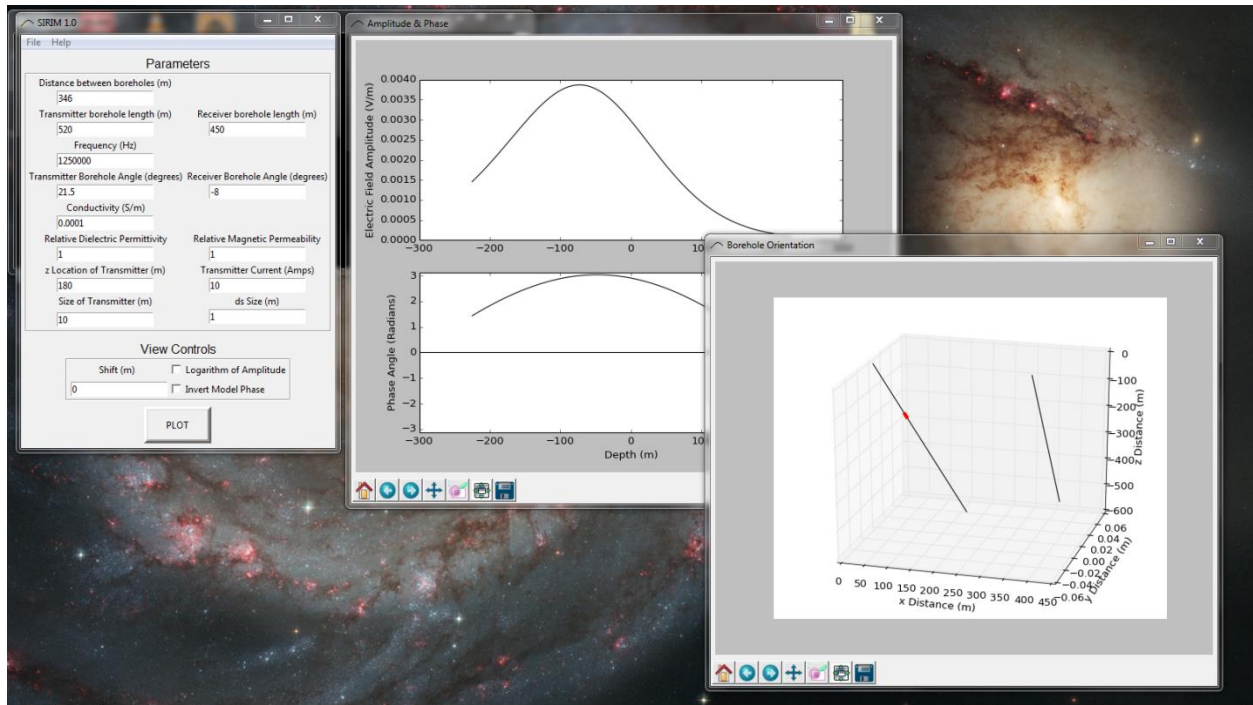 SIRIM 1.0
File Help
Parameters
Distance between boreholes (m)
346
Transmitter borehole length (m) Receiver borehole length (m)
520 450
Frequency (Hz)
1250000
Transmitter Borehole Angle (degrees) Receiver Borehole Angle (degrees)
21.5 -8
Conductivity (S/m)
0.0001
Relative Dielectric Permittivity Relative Magnetic Permeability
1 1
z Location of Transmitter (m) Transmitter Current (Amps)
180 10
Size of Transmitter (m) ds Size (m)
10 1
View Controls
Shift (m) Logarithm of Amplitude
0 Invert Model Phase
PLOT
Amplitude & Phase
Electric Field Amplitude (V/m)
0.0040
0.0035
0.0030
0.0025
0.0020
0.0015
0.0010
0.0005
0.0000
−300 −200 −100 0
Phase Angle (Radians)
3
2
1
0
−1
−2
−3
−300 −200 −100 0
Depth (m)
Borehole Orientation
0
−100
−200
−300
−400
−500
−600
z Distance (m)
0.06
0.04
0.02
0.00
−0.02
−0.04
−0.06
y Distance (m)
0 50 100 150 200 250 300 350 400 450
x Distance (m)